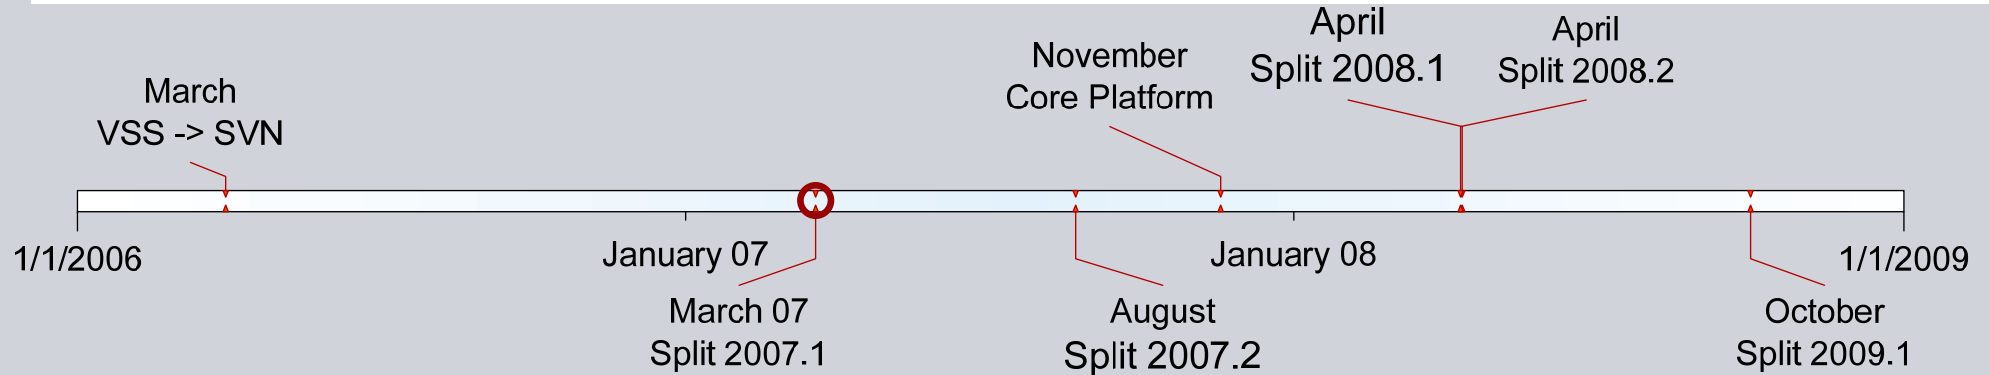 March
VSS -> SVN
November
Core Platform
April
Split 2008.1
April
Split 2008.2
1/1/2006
January 07
January 08
1/1/2009
March 07
Split 2007.1
August
Split 2007.2
October
Split 2009.1